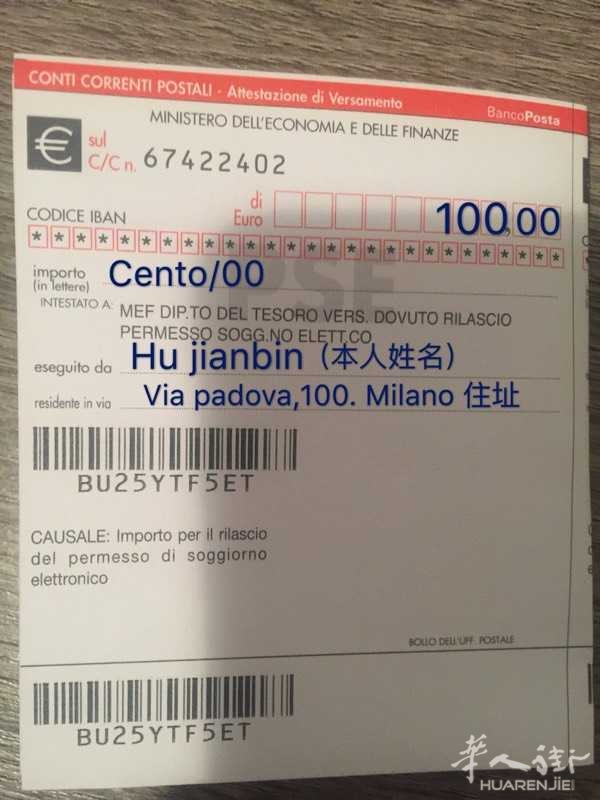 CONTI CORRENTI POSTALI - Attestazione di Versamento BancoPosta
MINISTERO DELL'ECONOMIA E DELLE FINANZE
€ sul C/C n. 67422402
di Euro 100,00
CODICE IBAN
* * * * * * * * * * * * * * * * * * * * * * * * * * *
importo (in lettere) Cento/00
PSE
INTESTATO A: MEF DIP.TO DEL TESORO VERS. DOVUTO RILASCIO
PERMESSO SOGG.NO ELETT.CO
eseguito da Hu jianbin (本人姓名)
residente in via Via padova,100. Milano 住址
BU25YTF5ET
CAUSALE: Importo per il rilascio
del permesso di soggiorno
elettronico
BOLLO DELL'UFF. POSTALE
BU25YTF5ET
华人街
HUARENJIE